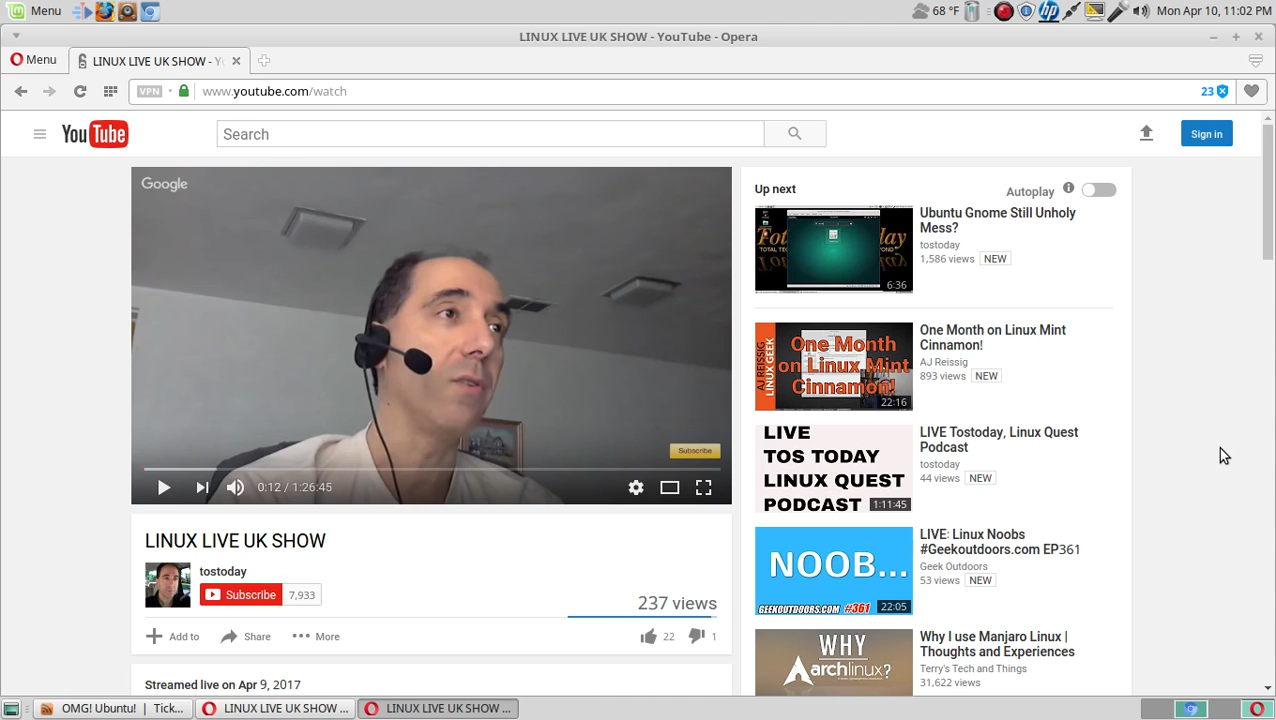 Menu
68 °F
Mon Apr 10, 11:02 PM
LINUX LIVE UK SHOW - YouTube - Opera
Menu
LINUX LIVE UK SHOW - Yo
VPN
www.youtube.com/watch
23
YouTube
Search
Sign in
Google
Subscribe
0:12 / 1:26:45
LINUX LIVE UK SHOW
tostoday
Subscribe
7,933
237 views
Add to
Share
More
22
1
Streamed live on Apr 9, 2017
Up next
Autoplay
6:36
Ubuntu Gnome Still Unholy
Mess?
tostoday
1,586 views
NEW
AJ REISSIG
LINUX GEEK
One Month
on Linux Mint
Cinnamon!
22:16
One Month on Linux Mint
Cinnamon!
AJ Reissig
893 views
NEW
LIVE
TOS TODAY
LINUX QUEST
PODCAST
1:11:45
LIVE Tostoday, Linux Quest
Podcast
tostoday
44 views
NEW
NOOB...
GEEKOUTDOORS.COM #361
22:05
LIVE: Linux Noobs
#Geekoutdoors.com EP361
Geek Outdoors
53 views
NEW
WHY
archlinux?
Why I use Manjaro Linux |
Thoughts and Experiences
Terry's Tech and Things
31,622 views
OMG! Ubuntu! | Tick...
LINUX LIVE UK SHOW ...
LINUX LIVE UK SHOW ...